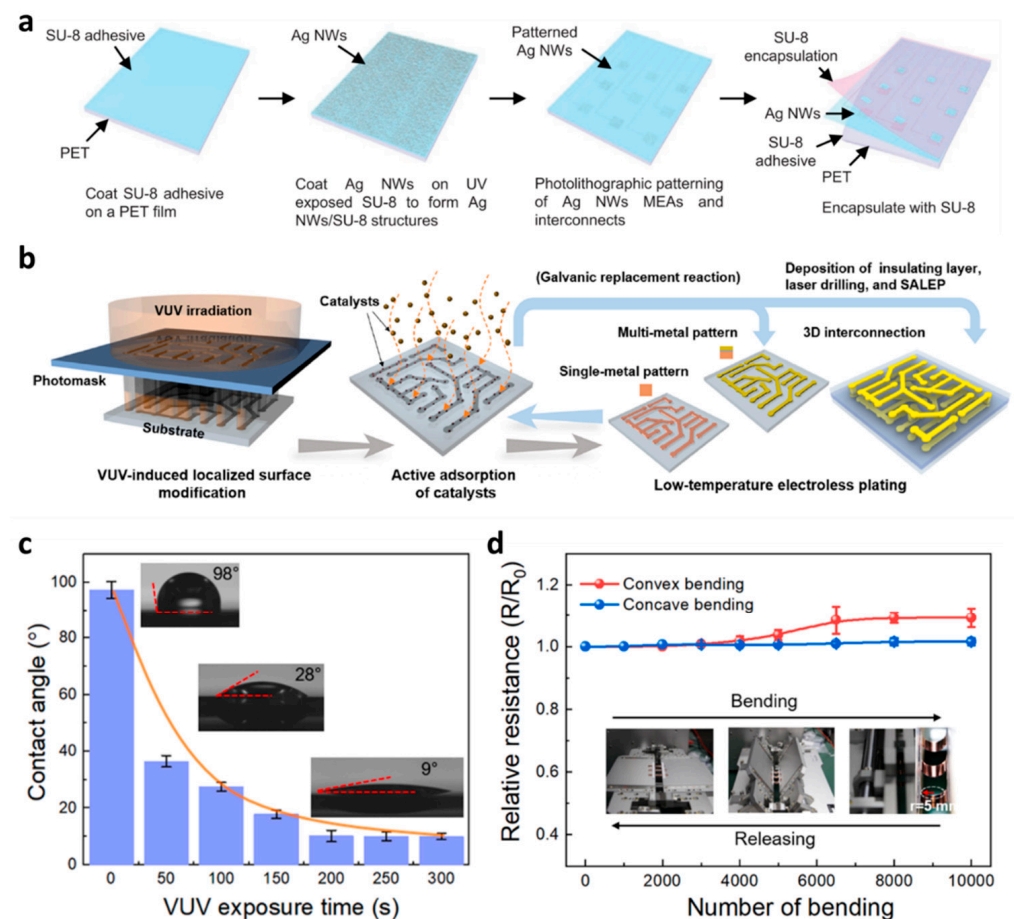 a
SU-8 adhesive
PET
Coat SU-8 adhesive
on a PET film
Ag NWs
Coat Ag NWs on UV
exposed SU-8 to form Ag
NWs/SU-8 structures
Patterned
Ag NWs
Photolithographic patterning
of Ag NWs MEAs and
interconnects
SU-8
encapsulation
Ag NWs
SU-8
adhesive
PET
Encapsulate with SU-8
b
VUV irradiation
Photomask
Substrate
VUV-induced localized surface
modification
Catalysts
Active adsorption
of catalysts
(Galvanic replacement reaction)
Deposition of insulating layer,
laser drilling, and SALEP
Multi-metal pattern
3D interconnection
Single-metal pattern
Low-temperature electroless plating
c
Contact angle (°)
100
80
60
40
20
0
98°
28°
9°
0 50 100 150 200 250 300
VUV exposure time (s)
d
Relative resistance (R/R0)
1.2
1.0
0.8
0.6
0.4
Convex bending
Concave bending
Bending
r=5 mm
Releasing
0 2000 4000 6000 8000 10000
Number of bending